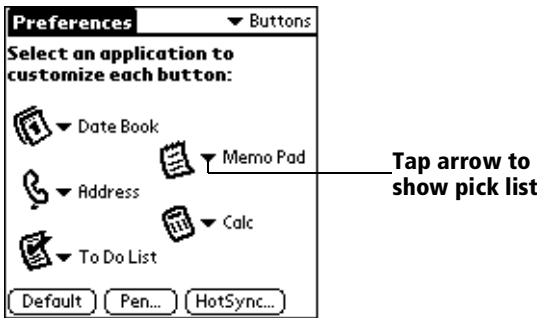 Preferences
Buttons
Select an application to
customize each button:
Date Book
Memo Pad
Address
Calc
To Do List
Default
Pen...
HotSync...
Tap arrow to
show pick list